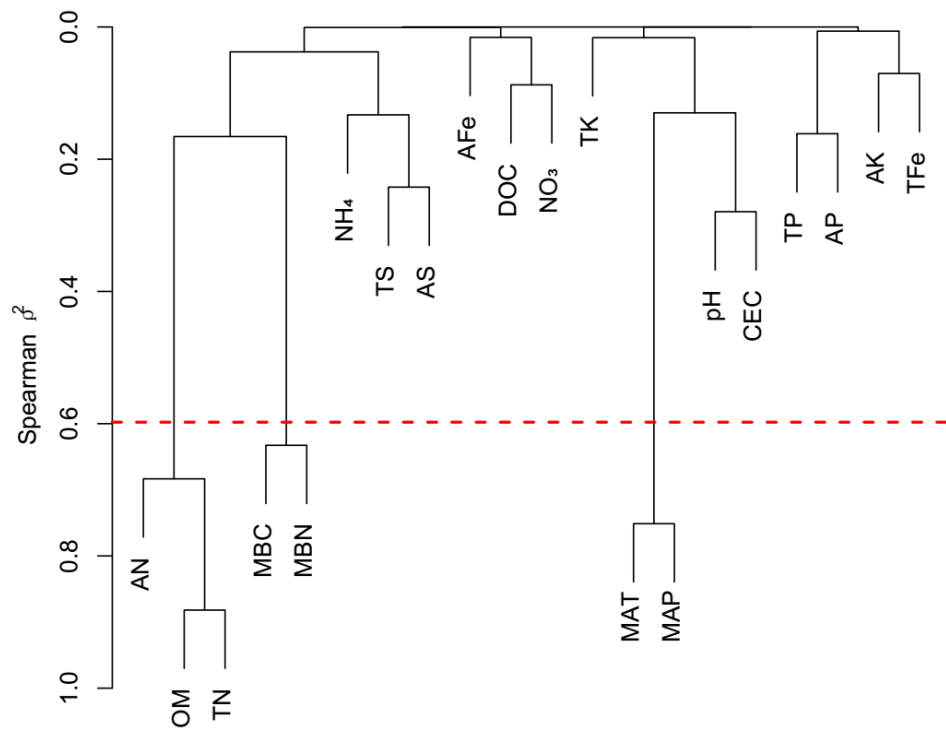 Spearman ρ²
0.0
0.2
0.4
0.6
0.8
1.0
AN
OM
TN
MBC
MBN
NH₄
TS
AS
AFe
DOC
NO₃
TK
MAT
MAP
pH
CEC
TP
AP
AK
TFe